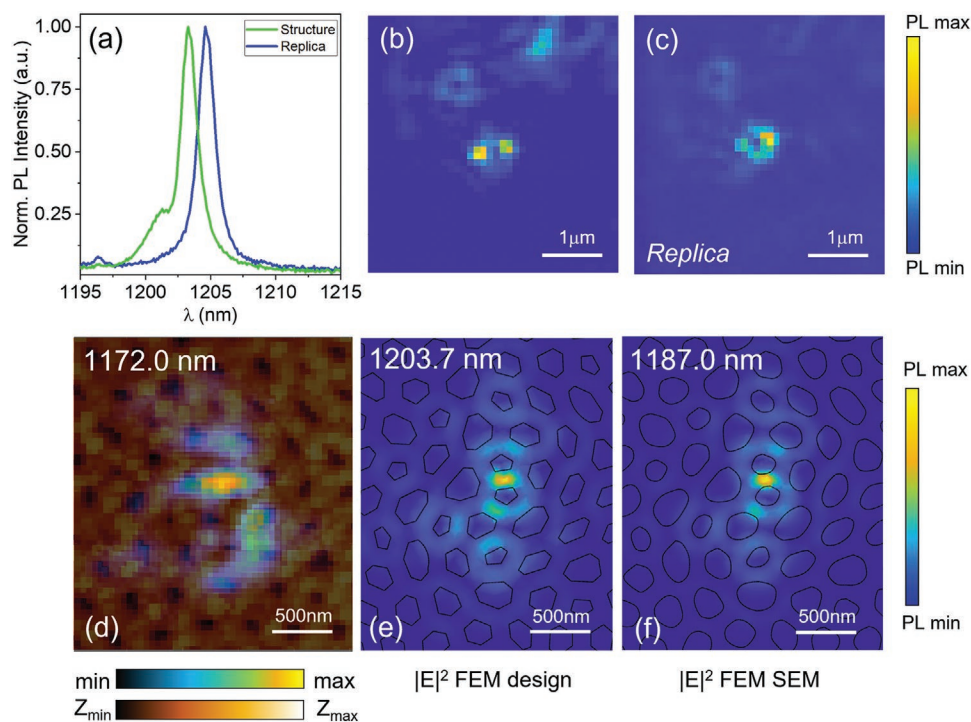 (a)
Structure
Replica
Norm. PL Intensity (a.u.)
1.00
0.75
0.50
0.25
1195 1200 1205 1210 1215
λ (nm)
(b)
1μm
(c)
Replica
1μm
PL max
PL min
1172.0 nm
(d)
500nm
1203.7 nm
(e)
500nm
1187.0 nm
(f)
500nm
PL max
PL min
min max
Zmin Zmax
|E|² FEM design
|E|² FEM SEM